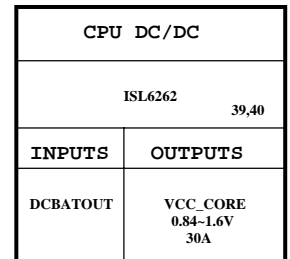 CPU DC/DC
ISL6262
39,40
INPUTS OUTPUTS
DCBATOUT VCC_CORE
0.84~1.6V
30A